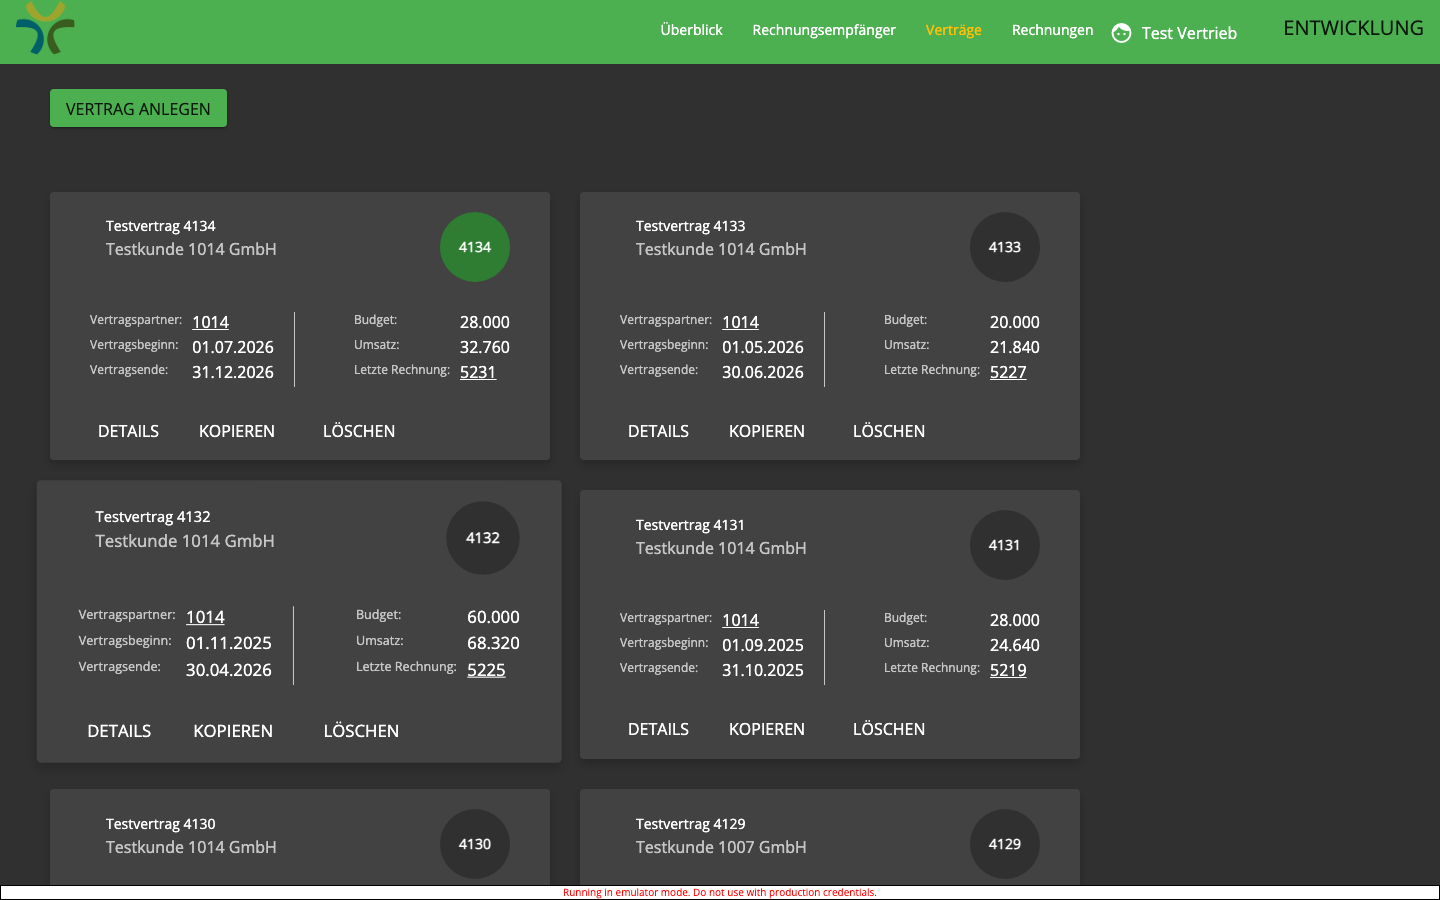 Überblick Rechnungsempfänger Verträge Rechnungen Test Vertrieb ENTWICKLUNG
VERTRAG ANLEGEN
Testvertrag 4134
Testkunde 1014 GmbH
4134
Vertragspartner: 1014
Vertragsbeginn: 01.07.2026
Vertragsende: 31.12.2026
Budget: 28.000
Umsatz: 32.760
Letzte Rechnung: 5231
DETAILS KOPIEREN LÖSCHEN
Testvertrag 4133
Testkunde 1014 GmbH
4133
Vertragspartner: 1014
Vertragsbeginn: 01.05.2026
Vertragsende: 30.06.2026
Budget: 20.000
Umsatz: 21.840
Letzte Rechnung: 5227
DETAILS KOPIEREN LÖSCHEN
Testvertrag 4132
Testkunde 1014 GmbH
4132
Vertragspartner: 1014
Vertragsbeginn: 01.11.2025
Vertragsende: 30.04.2026
Budget: 60.000
Umsatz: 68.320
Letzte Rechnung: 5225
DETAILS KOPIEREN LÖSCHEN
Testvertrag 4131
Testkunde 1014 GmbH
4131
Vertragspartner: 1014
Vertragsbeginn: 01.09.2025
Vertragsende: 31.10.2025
Budget: 28.000
Umsatz: 24.640
Letzte Rechnung: 5219
DETAILS KOPIEREN LÖSCHEN
Testvertrag 4130
Testkunde 1014 GmbH
4130
Testvertrag 4129
Testkunde 1007 GmbH
4129
Running in emulator mode. Do not use with production credentials.